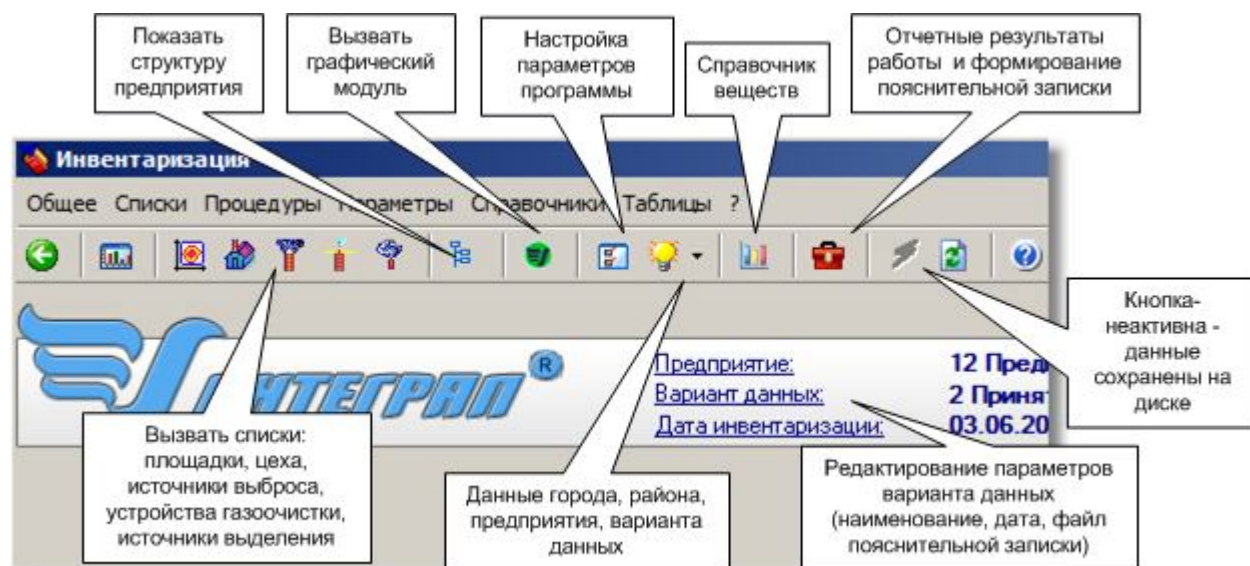 Показать
структуру
предприятия
Вызвать
графический
модуль
Настройка
параметров
программы
Справочник
веществ
Отчетные результаты
работы и формирование
пояснительной записки
Инвентаризация
Общее Списки Процедуры Параметры Справочники Таблицы ?
ИНТЕГРАЛ ®
Предприятие: 12
Вариант данных: 2
Дата инвентаризации: 03.06.20
Кнопка-
неактивна -
данные
сохранены на
диске
Вызвать списки:
площадки, цеха,
источники выброса,
устройства газоочистки,
источники выделения
Данные города, района,
предприятия, варианта
данных
Редактирование параметров
варианта данных
(наименование, дата, файл
пояснительной записки)